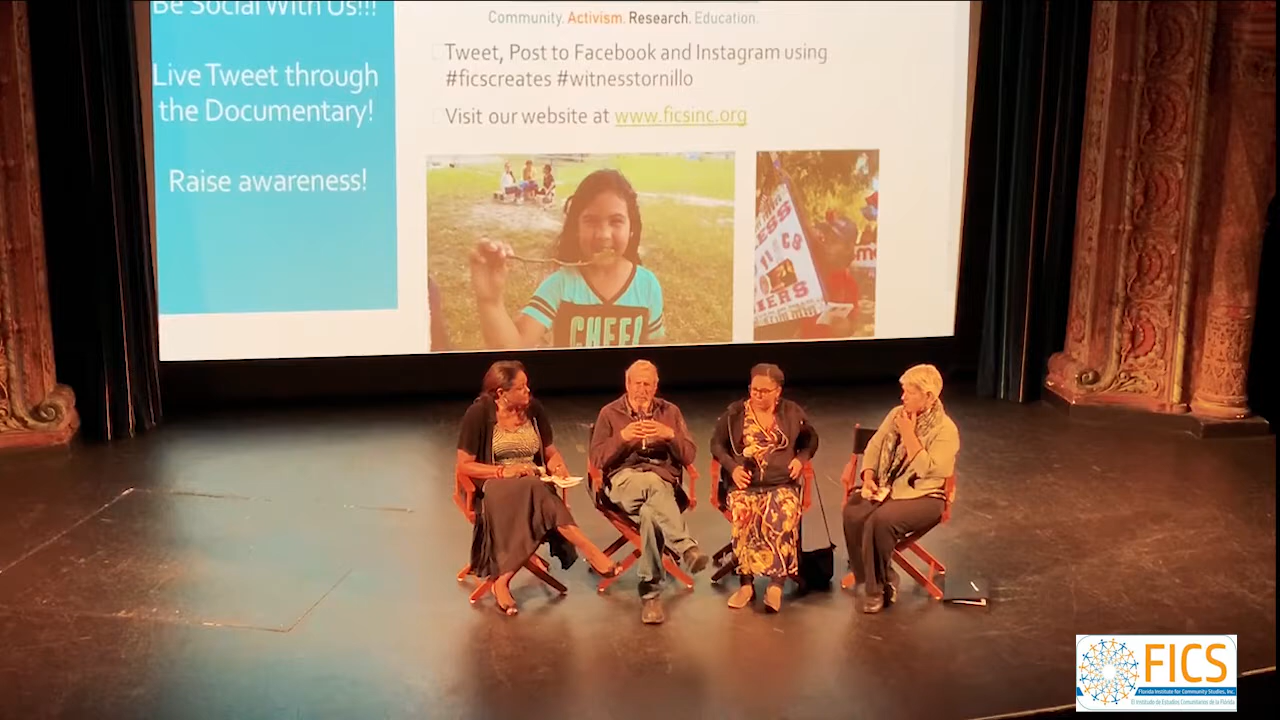 Be Social With Us!!!
Live Tweet through
the Documentary!
Raise awareness!
Community. Activism. Research. Education.
Tweet, Post to Facebook and Instagram using
#ficscreates #witnesstornillo
Visit our website at www.ficsinc.org
CHEE
FICS
Florida Institute for Community Studies, Inc.
El Instituto de Estudios Comunitarios de la Florida